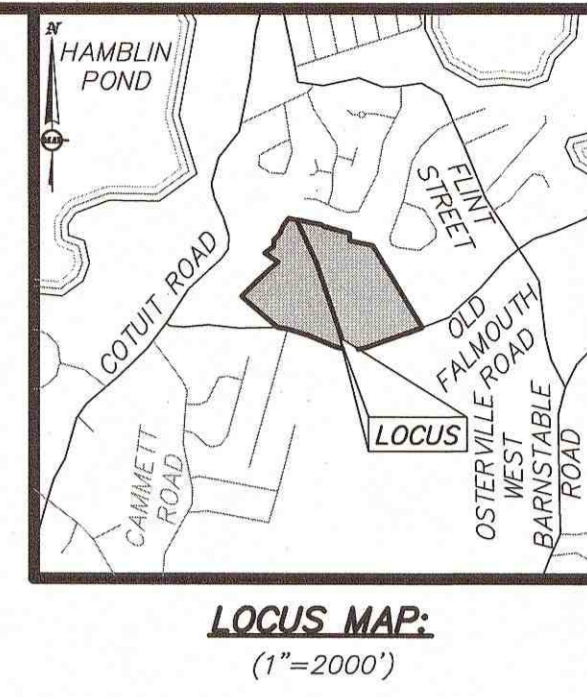 N
HAMBLIN
POND
FLINT
STREET
COTUIT ROAD
OLD
FALMOUTH
ROAD
LOCUS
OSTERVILLE
WEST
BARNSTABLE
ROAD
CAMMETT
ROAD
LOCUS MAP:
(1"=2000')